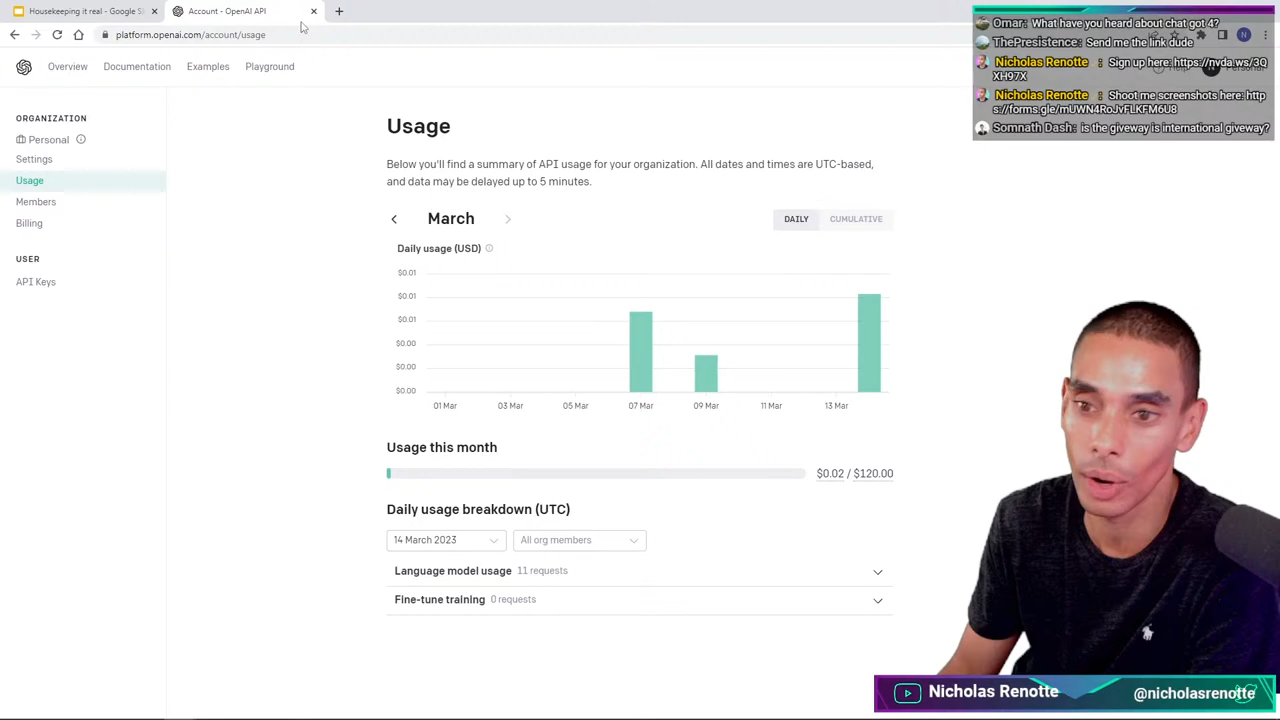 Housekeeping it real - Google Sl
Account - OpenAI API
platform.openai.com/account/usage
N
Overview
Documentation
Examples
Playground
ORGANIZATION
Personal
Settings
Usage
Members
Billing
USER
API Keys
Usage
Below you'll find a summary of API usage for your organization. All dates and times are UTC-based,
and data may be delayed up to 5 minutes.
March
DAILY
CUMULATIVE
Daily usage (USD)
$0.01
$0.01
$0.01
$0.00
$0.00
$0.00
01 Mar
03 Mar
05 Mar
07 Mar
09 Mar
11 Mar
13 Mar
Usage this month
$0.02 / $120.00
Daily usage breakdown (UTC)
14 March 2023
All org members
Language model usage 11 requests
Fine-tune training 0 requests
Omar: What have you heard about chat got 4?
ThePresistence: Send me the link dude
Nicholas Renotte : Sign up here: https://nvda.ws/3Q
XH97X
Nicholas Renotte : Shoot me screenshots here: http
s://forms.gle/mUWN4RoJvFLKFM6U8
Somnath Dash: is the giveway is international giveway?
Nicholas Renotte
@nicholasrenotte